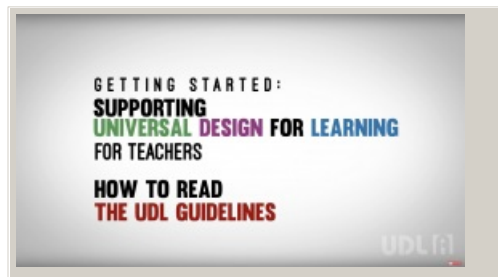 GETTING STARTED:
SUPPORTING
UNIVERSAL DESIGN FOR LEARNING
FOR TEACHERS
HOW TO READ
THE UDL GUIDELINES
UDL